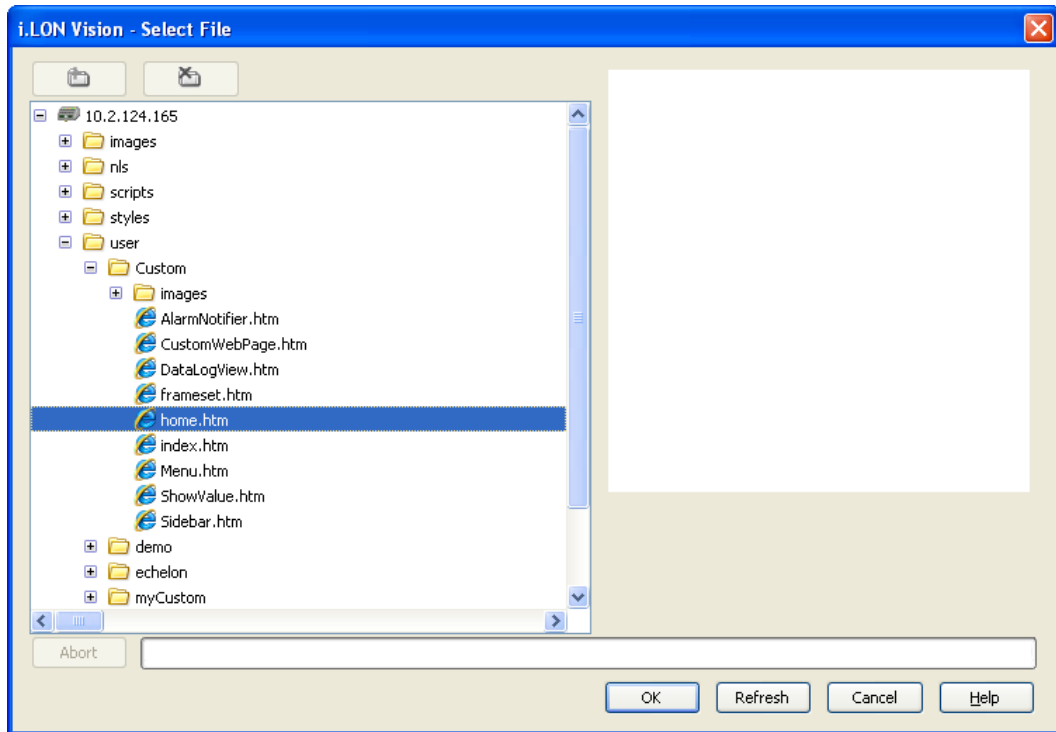 i.LON Vision - Select File
10.2.124.165
images
nls
scripts
styles
user
Custom
images
AlarmNotifier.htm
CustomWebPage.htm
DataLogView.htm
frameset.htm
home.htm
index.htm
Menu.htm
ShowValue.htm
Sidebar.htm
demo
echelon
myCustom
Abort
OK Refresh Cancel Help